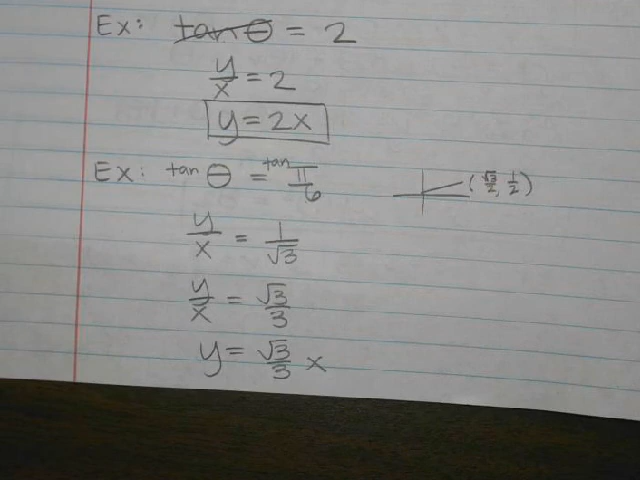 Ex: tan θ = 2
y/x = 2
y = 2x
Ex: tan θ = tan π/6
(√3/2, 1/2)
y/x = 1/√3
y/x = √3/3
y = √3/3 x